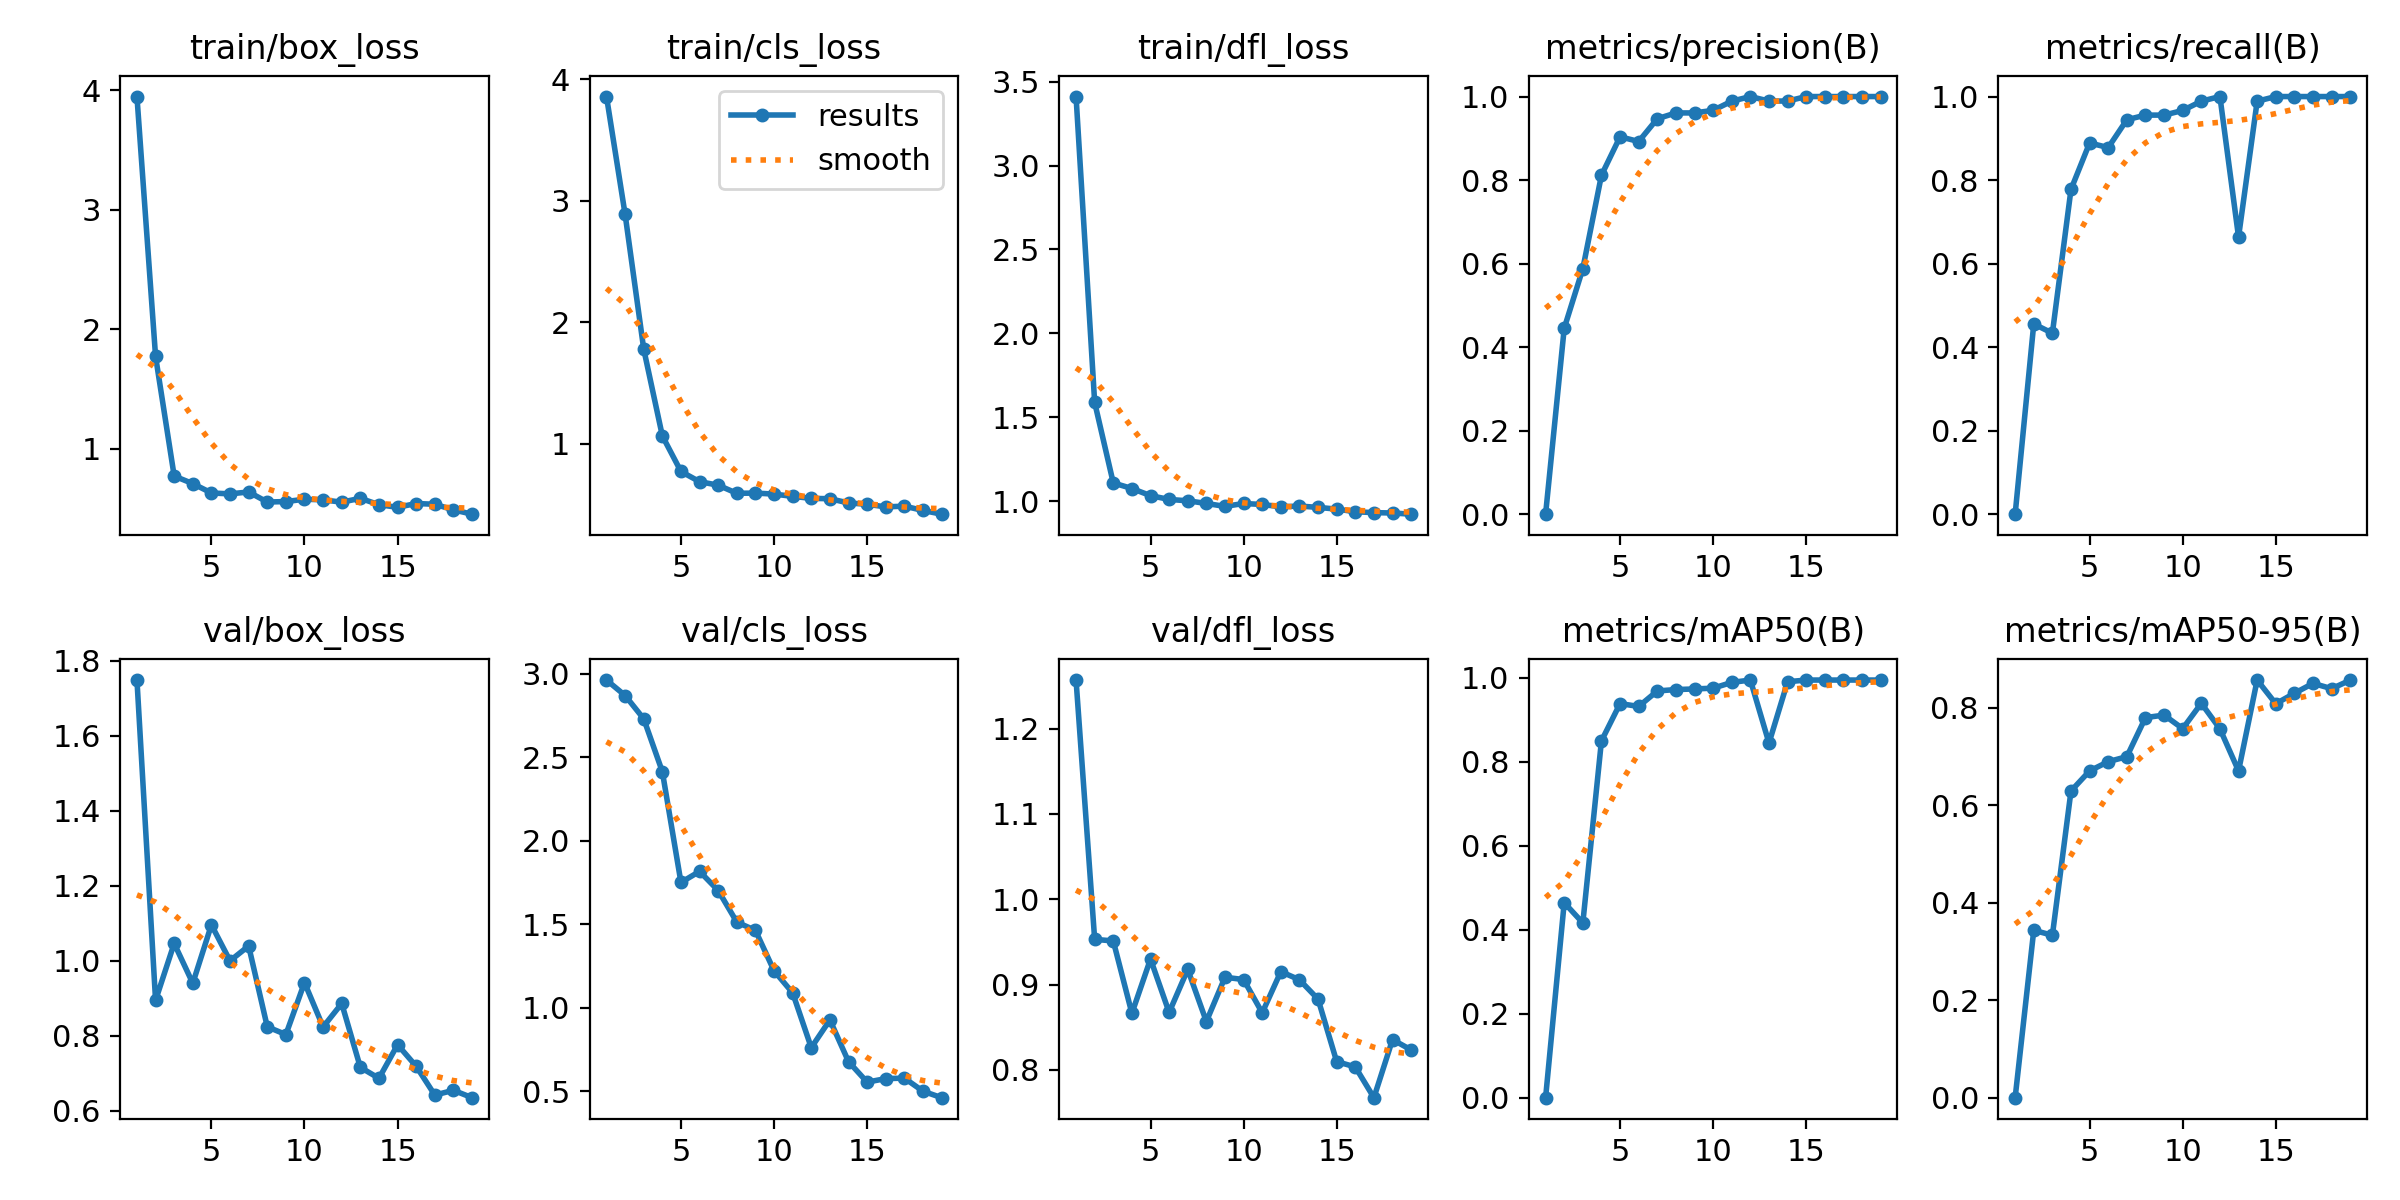 train/box_loss
train/cls_loss
train/dfl_loss
metrics/precision(B)
metrics/recall(B)
4
3
2
1
5 10 15
4
3
2
1
results
smooth
5 10 15
3.5
3.0
2.5
2.0
1.5
1.0
5 10 15
1.0
0.8
0.6
0.4
0.2
0.0
5 10 15
1.0
0.8
0.6
0.4
0.2
0.0
5 10 15
val/box_loss
val/cls_loss
val/dfl_loss
metrics/mAP50(B)
metrics/mAP50-95(B)
1.8
1.6
1.4
1.2
1.0
0.8
0.6
5 10 15
3.0
2.5
2.0
1.5
1.0
0.5
5 10 15
1.2
1.1
1.0
0.9
0.8
5 10 15
1.0
0.8
0.6
0.4
0.2
0.0
5 10 15
0.8
0.6
0.4
0.2
0.0
5 10 15